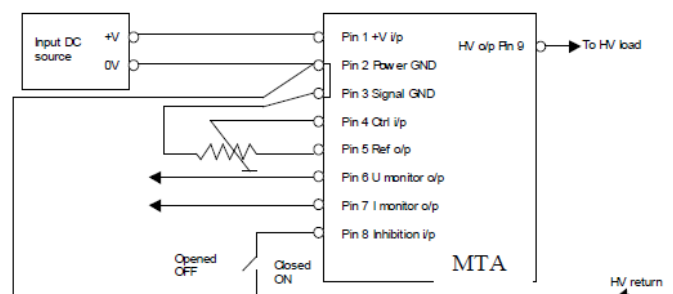 Input DC
source
+V
0V
Pin 1 +V i/p
Pin 2 Power GND
Pin 3 Signal GND
Pin 4 Ctrl i/p
Pin 5 Ref o/p
Pin 6 U monitor o/p
Pin 7 I monitor o/p
Pin 8 Inhibition i/p
HV o/p Pin 9
To HV load
Opened
OFF
Closed
ON
MTA
HV return